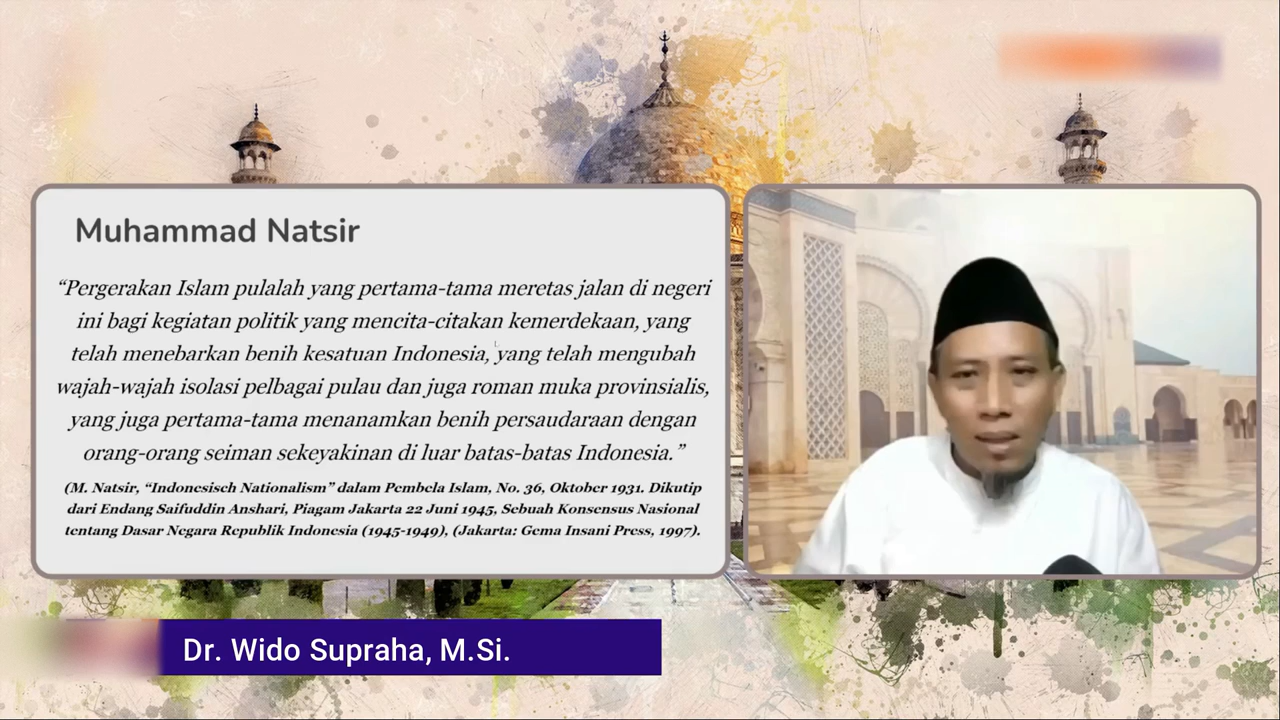 Muhammad Natsir
“Pergerakan Islam pulalah yang pertama-tama meretas jalan di negeri
ini bagi kegiatan politik yang mencita-citakan kemerdekaan, yang
telah menebarkan benih kesatuan Indonesia, yang telah mengubah
wajah-wajah isolasi pelbagai pulau dan juga roman muka provinsialis,
yang juga pertama-tama menanamkan benih persaudaraan dengan
orang-orang seiman sekeyakinan di luar batas-batas Indonesia.”
(M. Natsir, “Indonesisch Nationalism” dalam Pembela Islam, No. 36, Oktober 1931. Dikutip
dari Endang Saifuddin Anshari, Piagam Jakarta 22 Juni 1945, Sebuah Konsensus Nasional
tentang Dasar Negara Republik Indonesia (1945-1949), (Jakarta: Gema Insani Press, 1997).
Dr. Wido Supraha, M.Si.